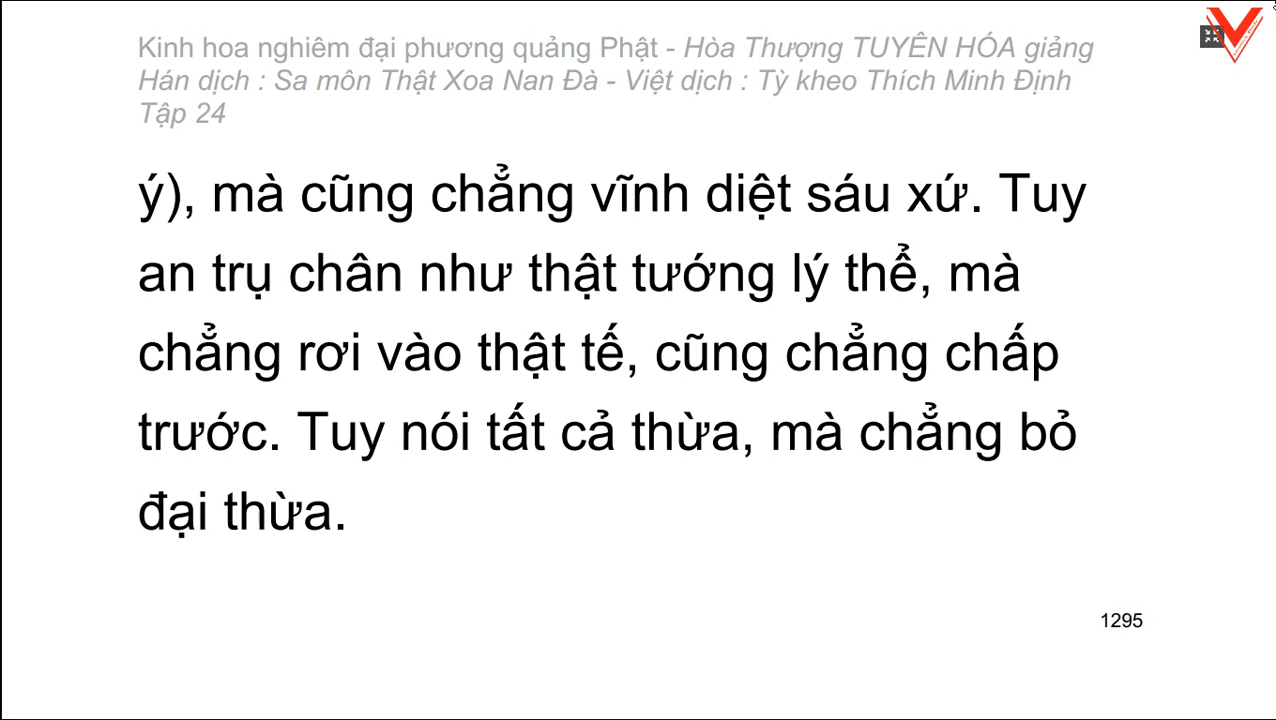 Kinh hoa nghiêm đại phương quảng Phật - Hòa Thượng TUYÊN HÓA giảng
Hán dịch : Sa môn Thật Xoa Nan Đà - Việt dịch : Tỳ kheo Thích Minh Định
Tập 24
ý), mà cũng chẳng vĩnh diệt sáu xứ. Tuy
an trụ chân như thật tướng lý thể, mà
chẳng rơi vào thật tế, cũng chẳng chấp
trước. Tuy nói tất cả thừa, mà chẳng bỏ
đại thừa.
1295